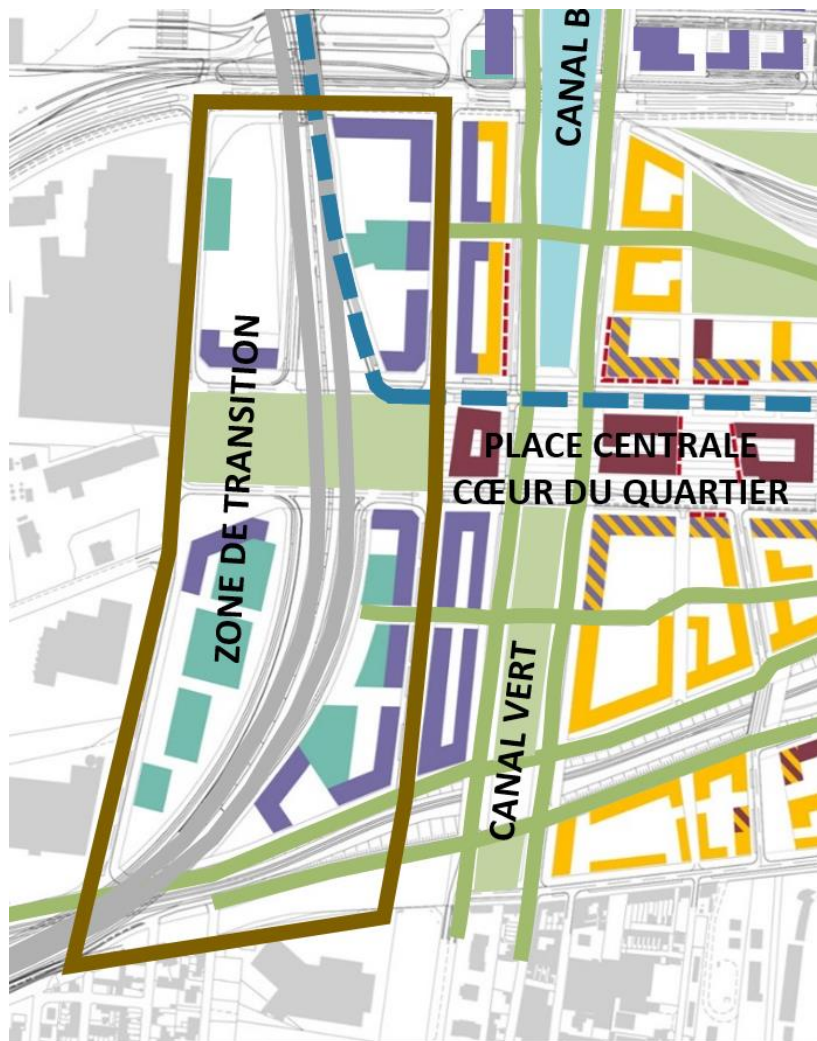 CANAL B
ZONE DE TRANSITION
PLACE CENTRALE
CŒUR DU QUARTIER
CANAL VERT